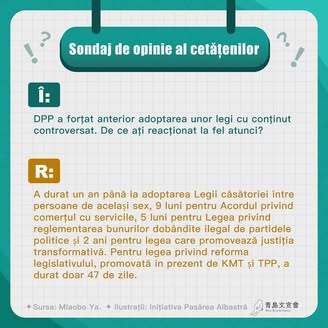 Sondaj de opinie al cetățenilor
Î:
DPP a forțat anterior adoptarea unor legi cu conținut
controversat. De ce ați reacționat la fel atunci?
R:
A durat un an până la adoptarea Legii căsătoriei între
persoane de același sex, 9 luni pentru Acordul privind
comerțul cu serviciile, 5 luni pentru Legea privind
reglementarea bunurilor dobândite ilegal de partidele
politice și 2 ani pentru legea care promovează justiția
transformativă. Pentru legea privind reforma
legislativului, promovată în prezent de KMT și TPP, a
durat doar 47 de zile.
✦Sursa: Miaobo Ya. ✦ Ilustrații: Inițiativa Pasărea Albastră
青鳥文宣會